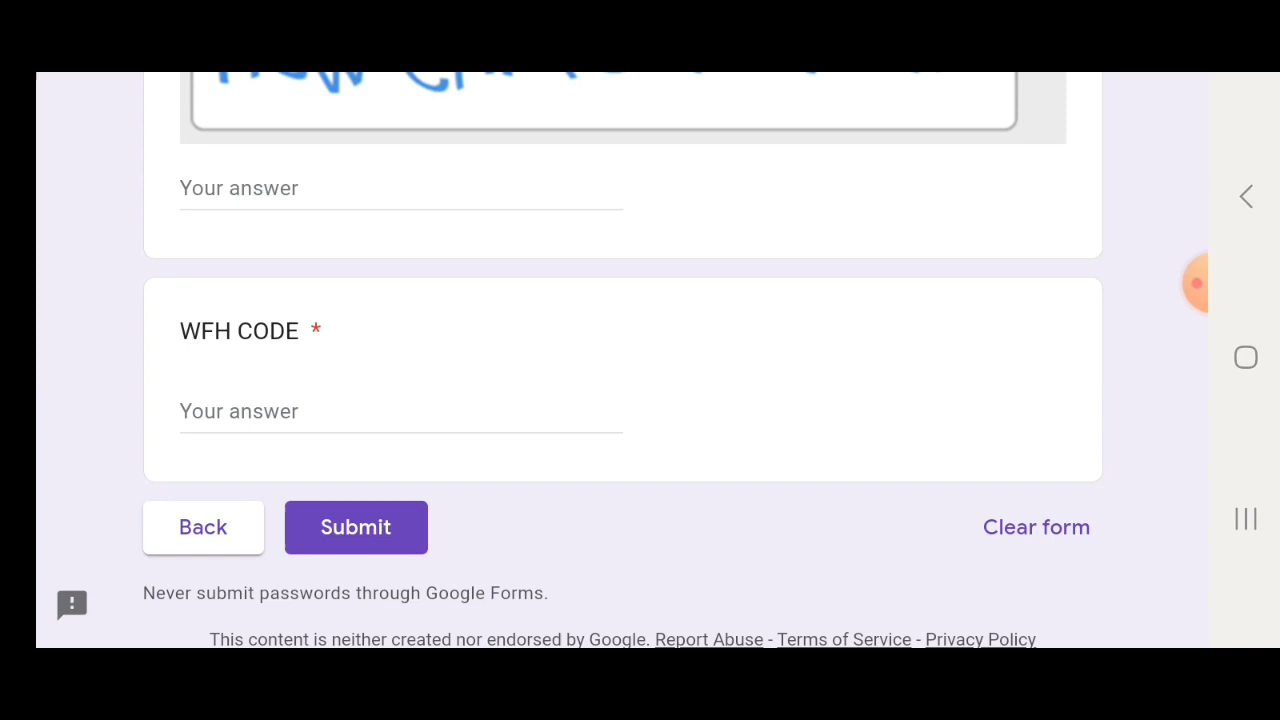 Your answer
WFH CODE *
Your answer
Back
Submit
Clear form
Never submit passwords through Google Forms.
This content is neither created nor endorsed by Google. Report Abuse - Terms of Service - Privacy Policy